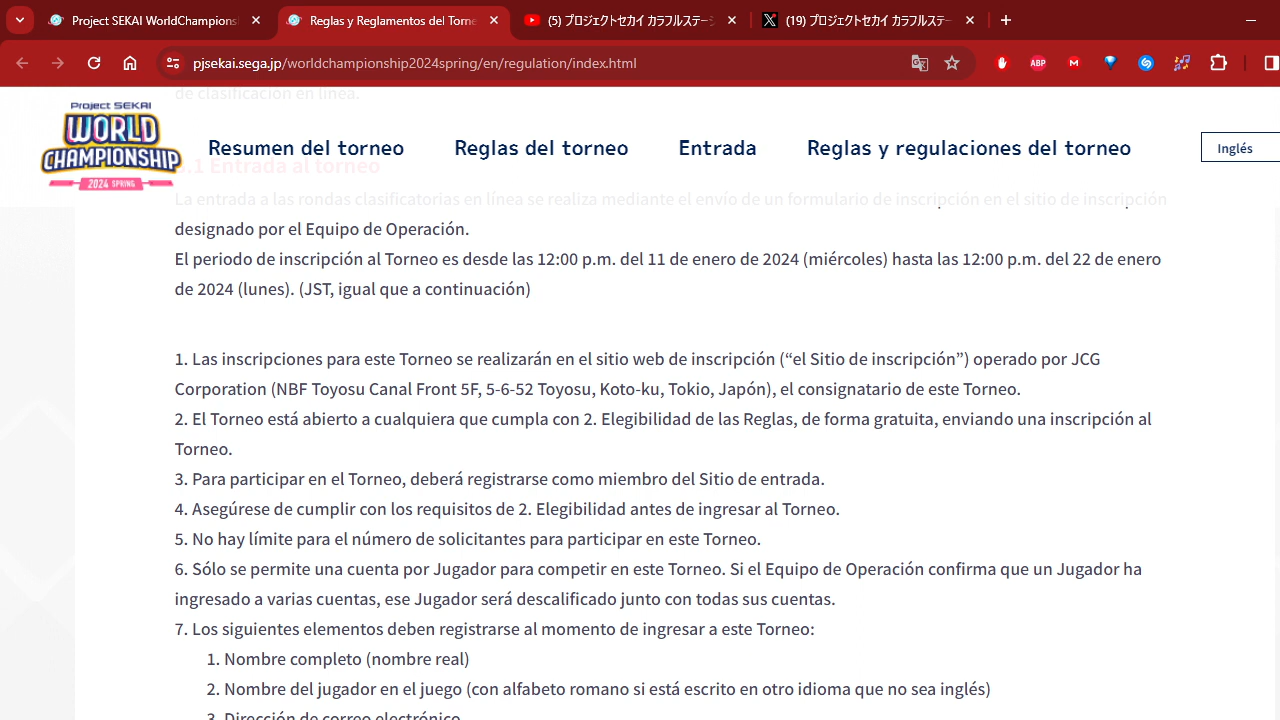 Project SEKAI WorldChampions
Reglas y Reglamentos del Torne
(5) プロジェクトセカイ カラフルステー
(19) プロジェクトセカイ カラフルステー
pjsekai.sega.jp/worldchampionship2024spring/en/regulation/index.html
ABP
de clasificación en línea.
Project SEKAI
WORLD
CHAMPIONSHIP
2024 SPRING
Resumen del torneo
Reglas del torneo
Entrada
Reglas y regulaciones del torneo
Inglés
.1 Entrada al torneo
La entrada a las rondas clasificatorias en línea se realiza mediante el envío de un formulario de inscripción en el sitio de inscripción
designado por el Equipo de Operación.
El periodo de inscripción al Torneo es desde las 12:00 p.m. del 11 de enero de 2024 (miércoles) hasta las 12:00 p.m. del 22 de enero
de 2024 (lunes). (JST, igual que a continuación)
1. Las inscripciones para este Torneo se realizarán en el sitio web de inscripción (“el Sitio de inscripción”) operado por JCG
Corporation (NBF Toyosu Canal Front 5F, 5-6-52 Toyosu, Koto-ku, Tokio, Japón), el consignatario de este Torneo.
2. El Torneo está abierto a cualquiera que cumpla con 2. Elegibilidad de las Reglas, de forma gratuita, enviando una inscripción al
Torneo.
3. Para participar en el Torneo, deberá registrarse como miembro del Sitio de entrada.
4. Asegúrese de cumplir con los requisitos de 2. Elegibilidad antes de ingresar al Torneo.
5. No hay límite para el número de solicitantes para participar en este Torneo.
6. Sólo se permite una cuenta por Jugador para competir en este Torneo. Si el Equipo de Operación confirma que un Jugador ha
ingresado a varias cuentas, ese Jugador será descalificado junto con todas sus cuentas.
7. Los siguientes elementos deben registrarse al momento de ingresar a este Torneo:
1. Nombre completo (nombre real)
2. Nombre del jugador en el juego (con alfabeto romano si está escrito en otro idioma que no sea inglés)
3. Dirección de correo electrónico